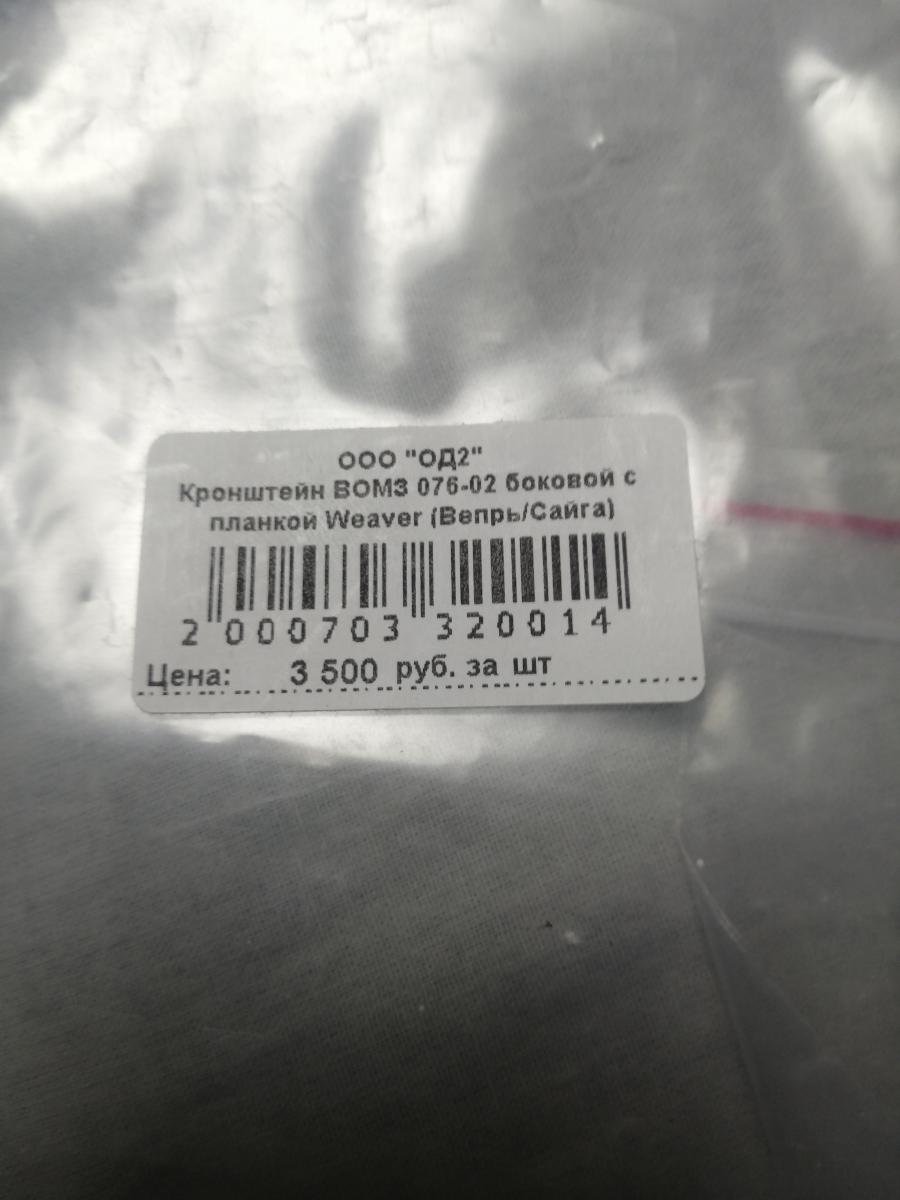 ООО "ОД2"
Кронштейн ВОМЗ 076-02 боковой с
планкой Weaver (Вепрь/Сайга)
2 000703 320014
Цена: 3 500 руб. за шт